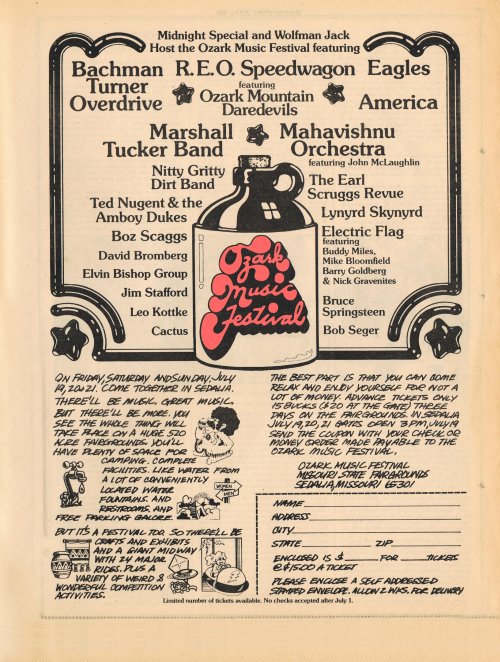 Midnight Special and Wolfman Jack
Host the Ozark Music Festival featuring
Bachman Turner Overdrive
R.E.O. Speedwagon
Eagles
featuring
Ozark Mountain
Daredevils
America
Marshall
Tucker Band
Mahavishnu
Orchestra
featuring John McLaughlin
Nitty Gritty
Dirt Band
Ted Nugent & the
Amboy Dukes
Boz Scaggs
David Bromberg
Elvin Bishop Group
Jim Stafford
Leo Kottke
Cactus
Ozark
Music
Festival
The Earl
Scruggs Revue
Lynyrd Skynyrd
Electric Flag
featuring
Buddy Miles,
Mike Bloomfield
Barry Goldberg
& Nick Gravenites
Bruce
Springsteen
Bob Seger
ON FRIDAY, SATURDAY AND SUNDAY, JULY
19, 20, 21. COME TOGETHER IN SEDALIA.
THERE'LL BE MUSIC, GREAT MUSIC.
BUT THERE'LL BE MORE. YOU
SEE THE WHOLE THING WILL
TAKE PLACE ON A HUGE 520
ACRE FAIRGROUNDS. YOU'LL
HAVE PLENTY OF SPACE FOR
CAMPING. COMPLETE
FACILITIES. LIKE WATER FROM
A LOT OF CONVENIENTLY
LOCATED WATER
FOUNTAINS. AND
RESTROOMS, AND
FREE PARKING GALORE.
WOMEN
MEN
BUT IT'S A FESTIVAL TOO. SO THERE'LL BE
CRAFTS AND EXHIBITS
AND A GIANT MIDWAY
WITH 24 MAJOR
RIDES. PLUS A
VARIETY OF WEIRD &
WONDERFUL COMPETITION
ACTIVITIES.
THE BEST PART IS THAT YOU CAN COME
RELAX AND ENJOY YOURSELF FOR NOT A
LOT OF MONEY. ADVANCE TICKETS ONLY
15 BUCKS ($20 AT THE GATE) THREE
DAYS ON THE FAIRGROUNDS IN SEDALIA
JULY 19, 20, 21 GATES OPEN 3 P.M., JULY 19
SEND THE COUPON WITH YOUR CHECK OR
MONEY ORDER MADE PAYABLE TO THE
OZARK MUSIC FESTIVAL.
OZARK MUSIC FESTIVAL
MISSOURI STATE FAIRGROUNDS
SEDALIA, MISSOURI 65301
NAME
ADDRESS
CITY
STATE ZIP
ENCLOSED IS $ FOR TICKETS
@ $15.00 A TICKET
PLEASE ENCLOSE A SELF ADDRESSED
STAMPED ENVELOPE. ALLOW 2 WKS. FOR DELIVERY
Limited number of tickets available. No checks accepted after July 1.